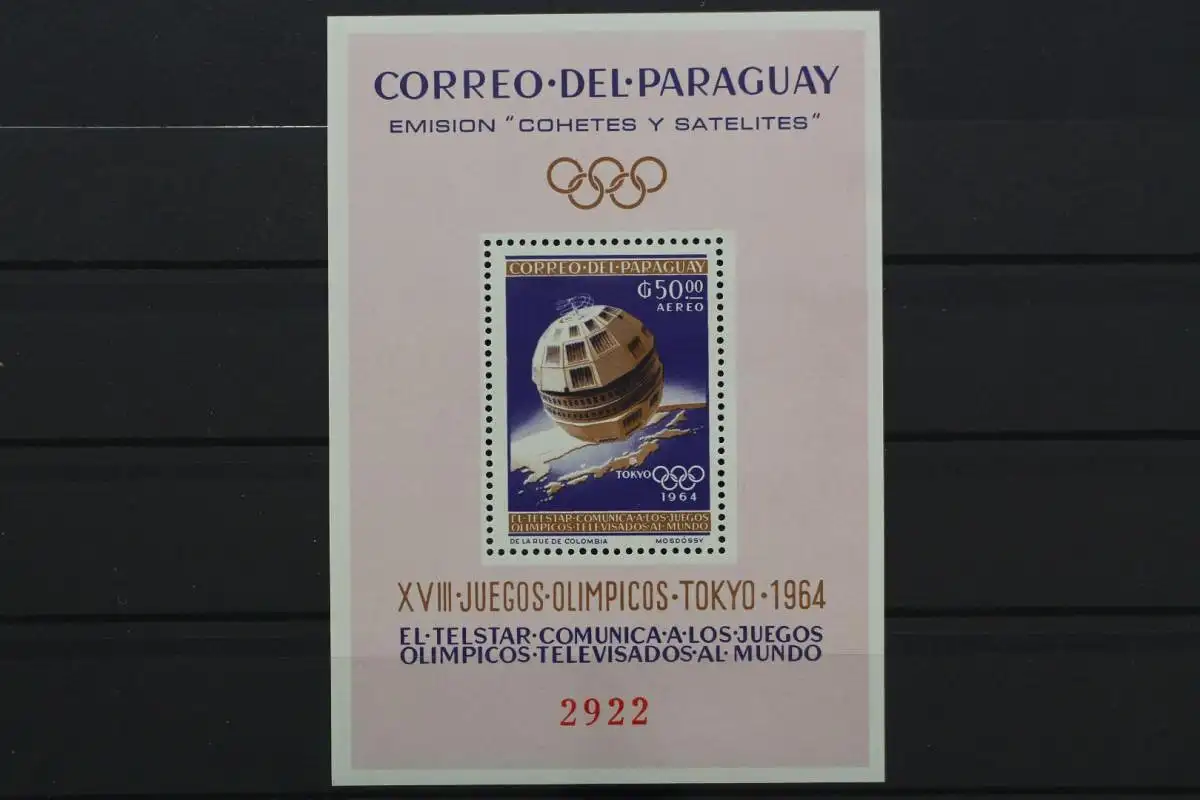 CORREO·DEL·PARAGUAY
EMISION "COHETES Y SATELITES"
CORREO·DEL·PARAGUAY
₲50.00
AEREO
TOKYO
1964
EL·TELSTAR·COMUNICA·A·LOS·JUEGOS
OLIMPICOS·TELEVISADOS·AL·MUNDO
DE LA RUE DE COLOMBIA MOSDÓSSY
XVIII·JUEGOS·OLIMPICOS·TOKYO·1964
EL·TELSTAR·COMUNICA·A·LOS·JUEGOS
OLIMPICOS·TELEVISADOS·AL·MUNDO
2922